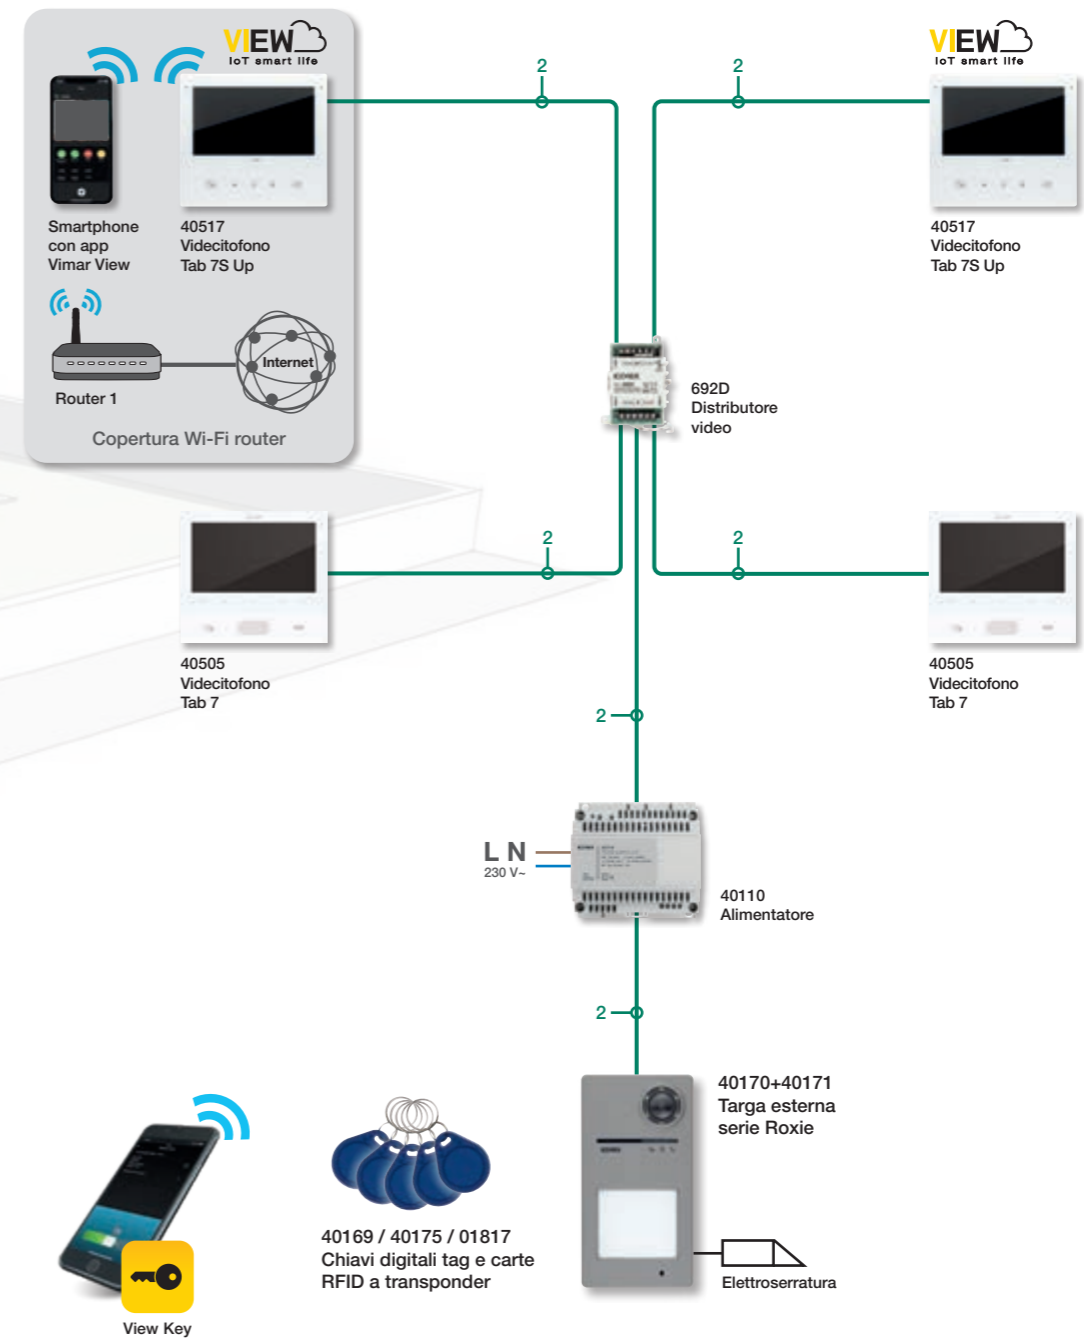 VIEW
IoT smart life
Smartphone
con app
Vimar View
40517
Videcitofono
Tab 7S Up
Router 1
Internet
Copertura Wi-Fi router
2
2
VIEW
IoT smart life
40517
Videcitofono
Tab 7S Up
692D
Distributore
video
2
2
40505
Videcitofono
Tab 7
40505
Videcitofono
Tab 7
2
L N
230 V~
40110
Alimentatore
2
40170+40171
Targa esterna
serie Roxie
Elettroserratura
40169 / 40175 / 01817
Chiavi digitali tag e carte
RFID a transponder
View Key